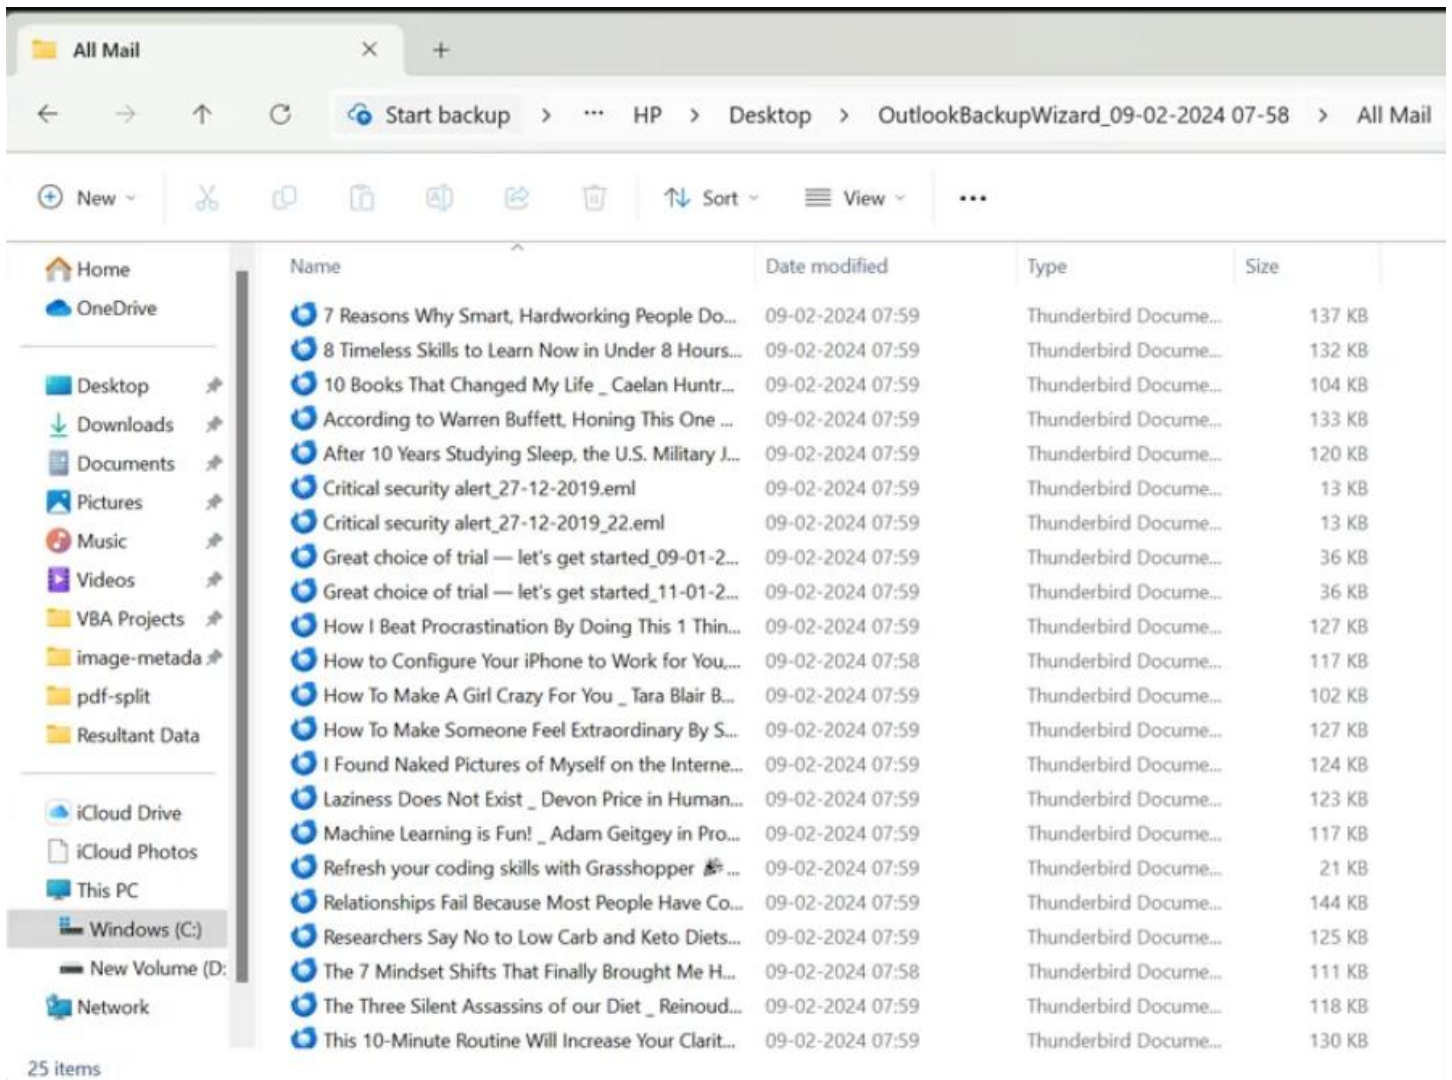 All Mail
Start backup > ... HP > Desktop > OutlookBackupWizard_09-02-2024 07-58 > All Mail
New Sort View ...
Home
OneDrive
Desktop
Downloads
Documents
Pictures
Music
Videos
VBA Projects
image-metada
pdf-split
Resultant Data
iCloud Drive
iCloud Photos
This PC
Windows (C:)
New Volume (D:
Network
Name Date modified Type Size
7 Reasons Why Smart, Hardworking People Do... 09-02-2024 07:59 Thunderbird Docume... 137 KB
8 Timeless Skills to Learn Now in Under 8 Hours... 09-02-2024 07:59 Thunderbird Docume... 132 KB
10 Books That Changed My Life _ Caelan Huntr... 09-02-2024 07:59 Thunderbird Docume... 104 KB
According to Warren Buffett, Honing This One ... 09-02-2024 07:59 Thunderbird Docume... 133 KB
After 10 Years Studying Sleep, the U.S. Military J... 09-02-2024 07:59 Thunderbird Docume... 120 KB
Critical security alert_27-12-2019.eml 09-02-2024 07:59 Thunderbird Docume... 13 KB
Critical security alert_27-12-2019_22.eml 09-02-2024 07:59 Thunderbird Docume... 13 KB
Great choice of trial — let's get started_09-01-2... 09-02-2024 07:59 Thunderbird Docume... 36 KB
Great choice of trial — let's get started_11-01-2... 09-02-2024 07:59 Thunderbird Docume... 36 KB
How I Beat Procrastination By Doing This 1 Thin... 09-02-2024 07:59 Thunderbird Docume... 127 KB
How to Configure Your iPhone to Work for You,... 09-02-2024 07:58 Thunderbird Docume... 117 KB
How To Make A Girl Crazy For You _ Tara Blair B... 09-02-2024 07:59 Thunderbird Docume... 102 KB
How To Make Someone Feel Extraordinary By S... 09-02-2024 07:59 Thunderbird Docume... 127 KB
I Found Naked Pictures of Myself on the Interne... 09-02-2024 07:59 Thunderbird Docume... 124 KB
Laziness Does Not Exist _ Devon Price in Human... 09-02-2024 07:59 Thunderbird Docume... 123 KB
Machine Learning is Fun! _ Adam Geitgey in Pro... 09-02-2024 07:59 Thunderbird Docume... 117 KB
Refresh your coding skills with Grasshopper 🎉... 09-02-2024 07:59 Thunderbird Docume... 21 KB
Relationships Fail Because Most People Have Co... 09-02-2024 07:59 Thunderbird Docume... 144 KB
Researchers Say No to Low Carb and Keto Diets... 09-02-2024 07:59 Thunderbird Docume... 125 KB
The 7 Mindset Shifts That Finally Brought Me H... 09-02-2024 07:58 Thunderbird Docume... 111 KB
The Three Silent Assassins of our Diet _ Reinoud... 09-02-2024 07:59 Thunderbird Docume... 118 KB
This 10-Minute Routine Will Increase Your Clarit... 09-02-2024 07:59 Thunderbird Docume... 130 KB
25 items